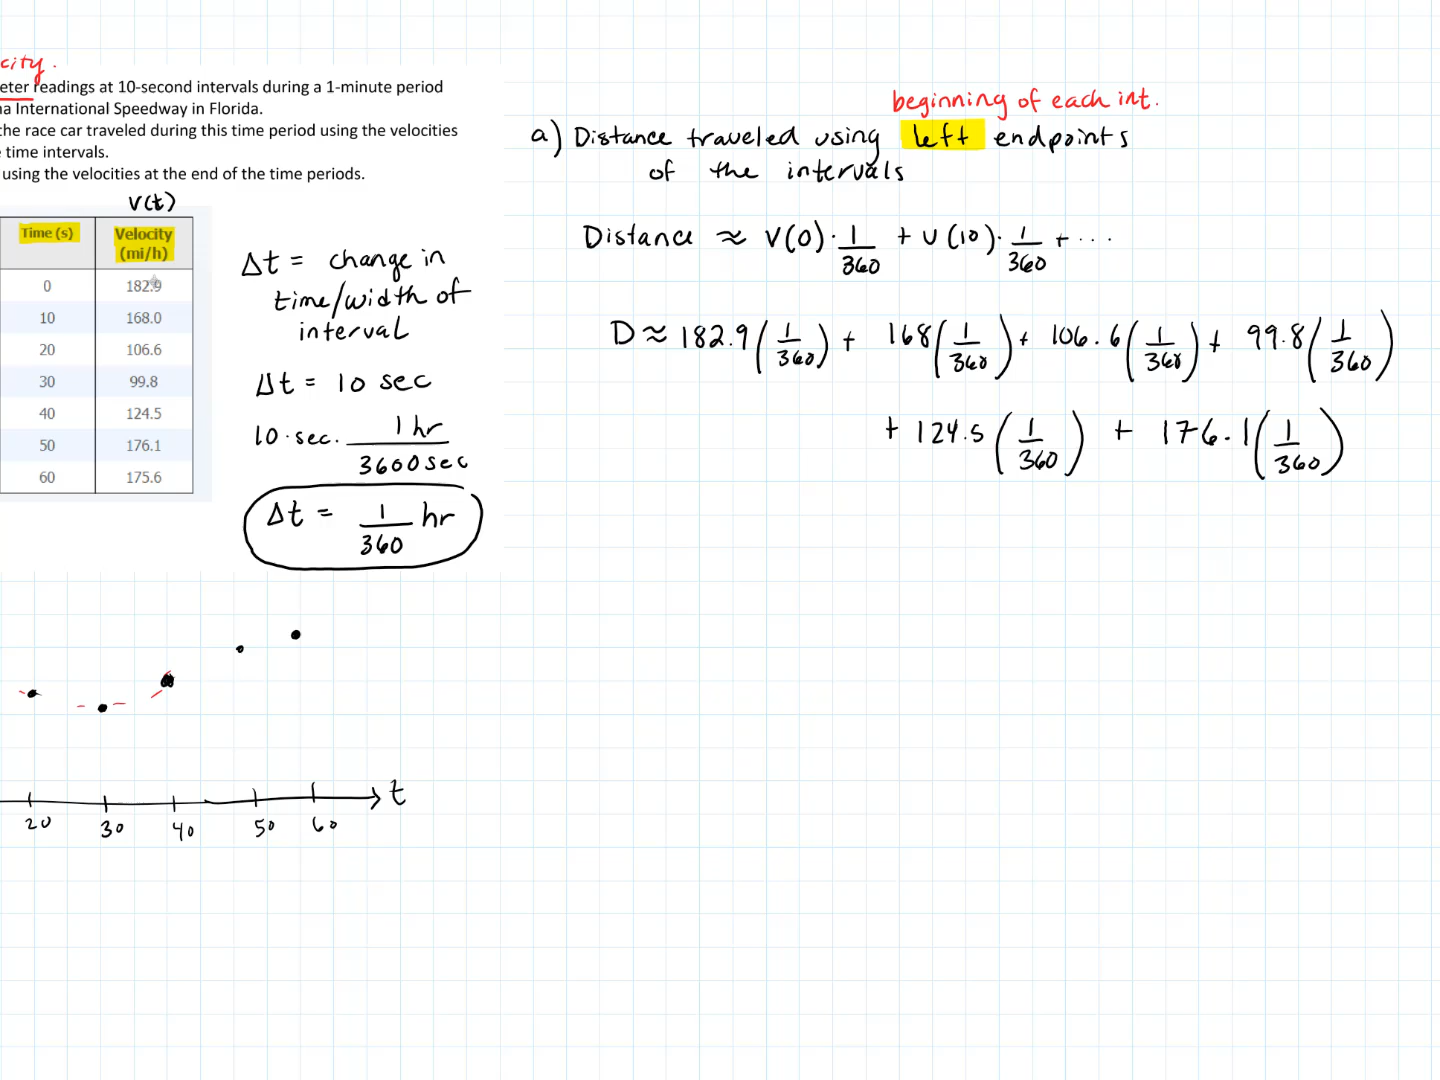 city.
eter readings at 10-second intervals during a 1-minute period
na International Speedway in Florida.
the race car traveled during this time period using the velocities
e time intervals.
using the velocities at the end of the time periods.
v(t)
Time (s) Velocity (mi/h)
0 182.9
10 168.0
20 106.6
30 99.8
40 124.5
50 176.1
60 175.6
Δt = change in
time/width of
interval
Δt = 10 sec
10 · sec. · 1 hr / 3600 sec
Δt = 1/360 hr
20 30 40 50 60 t
beginning of each int.
a) Distance traveled using left endpoints
of the intervals
Distance ≈ v(0) · 1/360 + v(10) · 1/360 + ...
D ≈ 182.9 (1/360) + 168 (1/360) + 106.6 (1/360) + 99.8 (1/360)
+ 124.5 (1/360) + 176.1 (1/360)